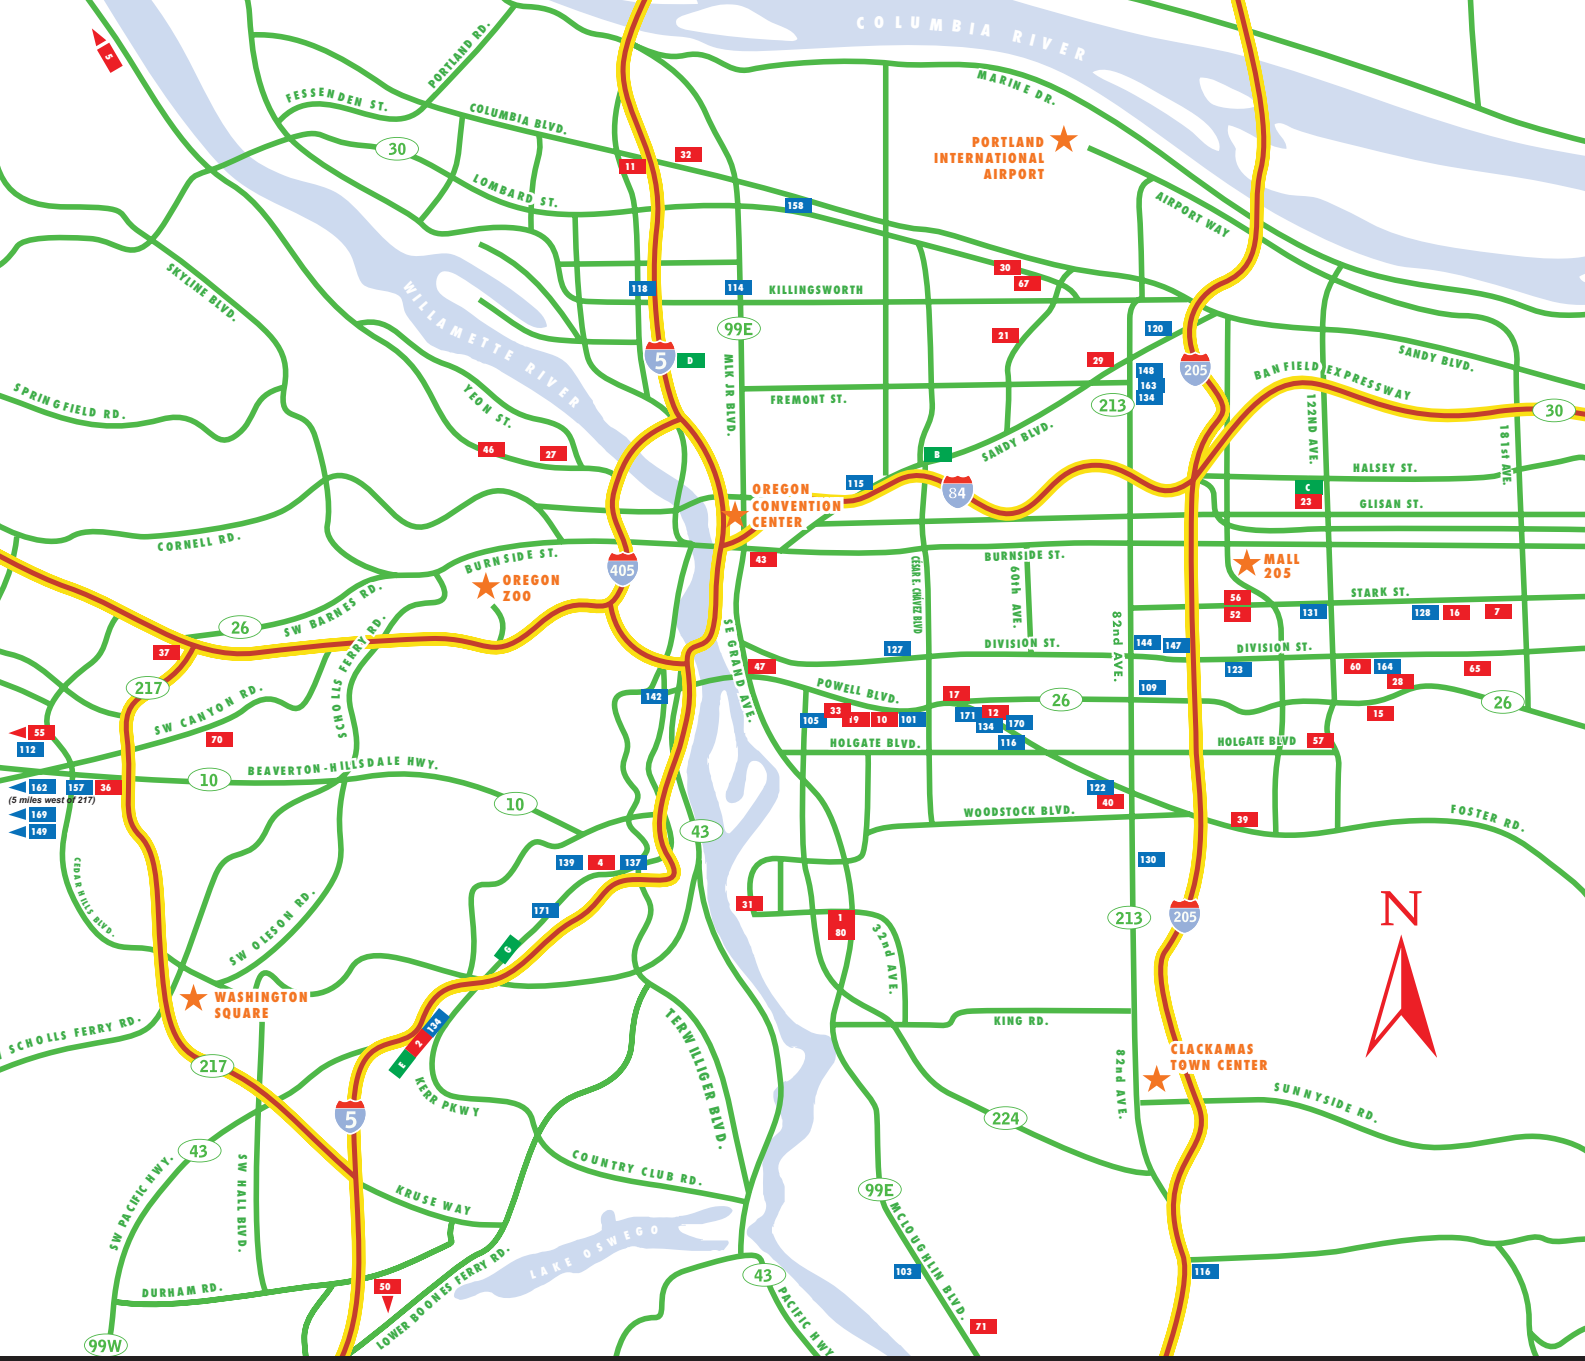 COLUMBIA RIVER
5
PORTLAND RD.
MARINE DR.
FESSENDEN ST.
COLUMBIA BLVD.
30
PORTLAND
INTERNATIONAL
AIRPORT
32
11
LOMBARD ST.
158
AIRPORT WAY
SKYLINE BLVD.
30
67
WILLAMETTE RIVER
118
114
KILLINGSWORTH
99E
120
21
5
D
29
148
163
134
205
SANDY BLVD.
BANFIELD EXPRESSWAY
MLK JR BLVD.
SPRINGFIELD RD.
YEON ST.
FREMONT ST.
213
122ND AVE.
30
181st AVE.
46
27
B
SANDY BLVD.
HALSEY ST.
115
84
OREGON
CONVENTION
CENTER
C
23
GLISAN ST.
CORNELL RD.
BURNSIDE ST.
405
43
BURNSIDE ST.
MALL
205
OREGON
ZOO
CESAR E. CHÁVEZ BLVD
60th AVE.
SW BARNES RD.
26
56
52
131
STARK ST.
128
16
7
SCHOLLS FERRY RD.
SE GRAND AVE.
82nd AVE.
37
127
DIVISION ST.
144
147
DIVISION ST.
47
123
60
164
28
65
217
142
109
SW CANYON RD.
POWELL BLVD.
17
26
26
105
33
19
10
101
171
12
134
170
116
15
55
112
70
HOLGATE BLVD.
HOLGATE BLVD
57
BEAVERTON-HILLSDALE HWY.
10
162
157
36
(5 miles west of 217)
169
149
10
122
40
WOODSTOCK BLVD.
39
FOSTER RD.
43
CEDAR HILLS BLVD.
139
4
137
130
31
171
1
80
213
205
N
SW OLESON RD.
G
32nd AVE.
WASHINGTON
SQUARE
134
2
E
KING RD.
SCHOLLS FERRY RD.
TERWILLIGER BLVD.
217
KERR PKWY
82nd AVE.
CLACKAMAS
TOWN CENTER
SUNNYSIDE RD.
5
224
43
SW PACIFIC HWY.
SW HALL BLVD.
COUNTRY CLUB RD.
KRUSE WAY
99E
MCLOUGHLIN BLVD.
LAKE OSWEGO
103
116
DURHAM RD.
50
LOWER BOONES FERRY RD.
43
PACIFIC HWY
71
99W